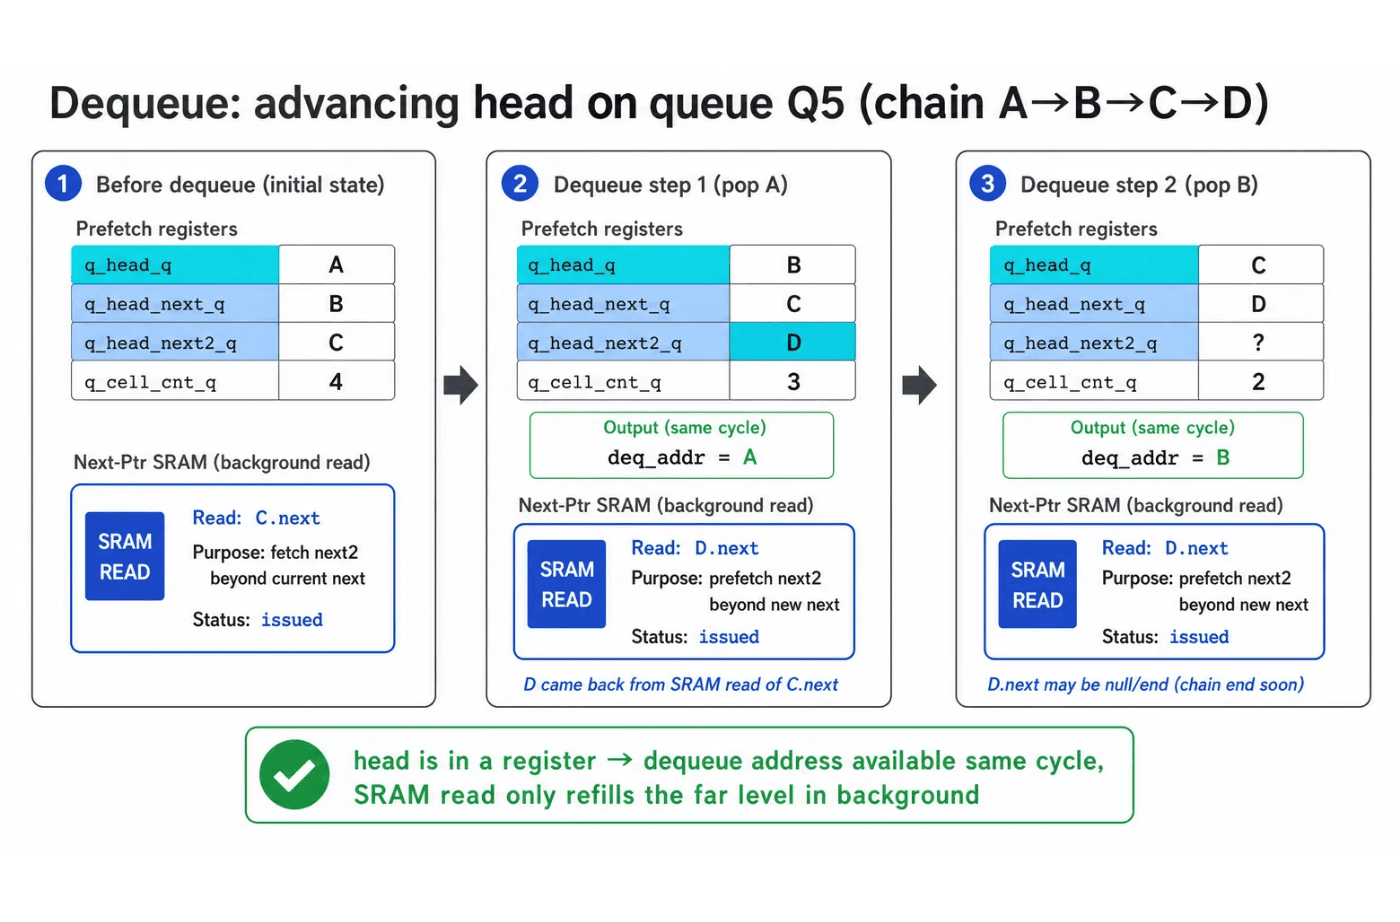 Dequeue: advancing head on queue Q5 (chain A→B→C→D)
1 Before dequeue (initial state)
Prefetch registers
q_head_q A
q_head_next_q B
q_head_next2_q C
q_cell_cnt_q 4
Next-Ptr SRAM (background read)
SRAM
READ
Read: C.next
Purpose: fetch next2
beyond current next
Status: issued
2 Dequeue step 1 (pop A)
Prefetch registers
q_head_q B
q_head_next_q C
q_head_next2_q D
q_cell_cnt_q 3
Output (same cycle)
deq_addr = A
Next-Ptr SRAM (background read)
SRAM
READ
Read: D.next
Purpose: prefetch next2
beyond new next
Status: issued
D came back from SRAM read of C.next
3 Dequeue step 2 (pop B)
Prefetch registers
q_head_q C
q_head_next_q D
q_head_next2_q ?
q_cell_cnt_q 2
Output (same cycle)
deq_addr = B
Next-Ptr SRAM (background read)
SRAM
READ
Read: D.next
Purpose: prefetch next2
beyond new next
Status: issued
D.next may be null/end (chain end soon)
head is in a register → dequeue address available same cycle,
SRAM read only refills the far level in background